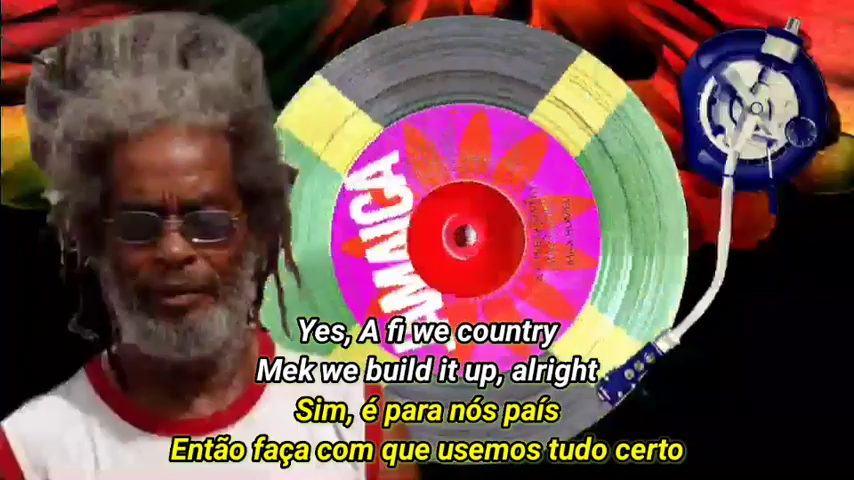 JAMAICA
Yes, A fi we country
Mek we build it up, alright
Sim, é para nós país
Então faça com que usemos tudo certo